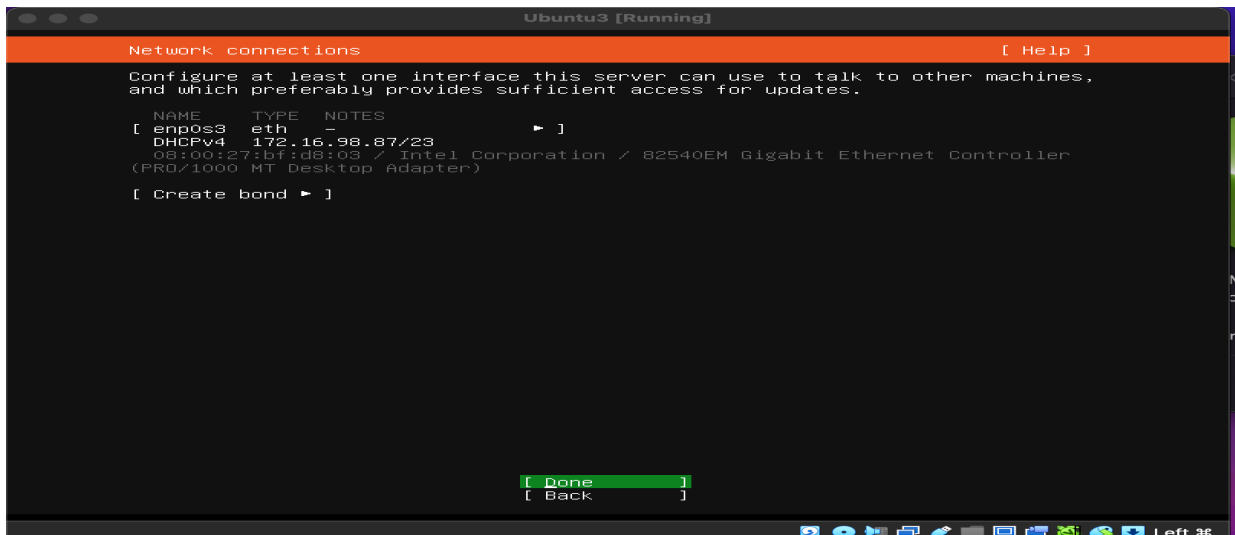 Ubuntu3 [Running]
Network connections [ Help ]
Configure at least one interface this server can use to talk to other machines,
and which preferably provides sufficient access for updates.
NAME TYPE NOTES
[ enp0s3 eth - ► ]
DHCPv4 172.16.98.87/23
08:00:27:bf:d8:03 / Intel Corporation / 82540EM Gigabit Ethernet Controller
(PRO/1000 MT Desktop Adapter)
[ Create bond ► ]
[ Done ]
[ Back ]
Left ⌘